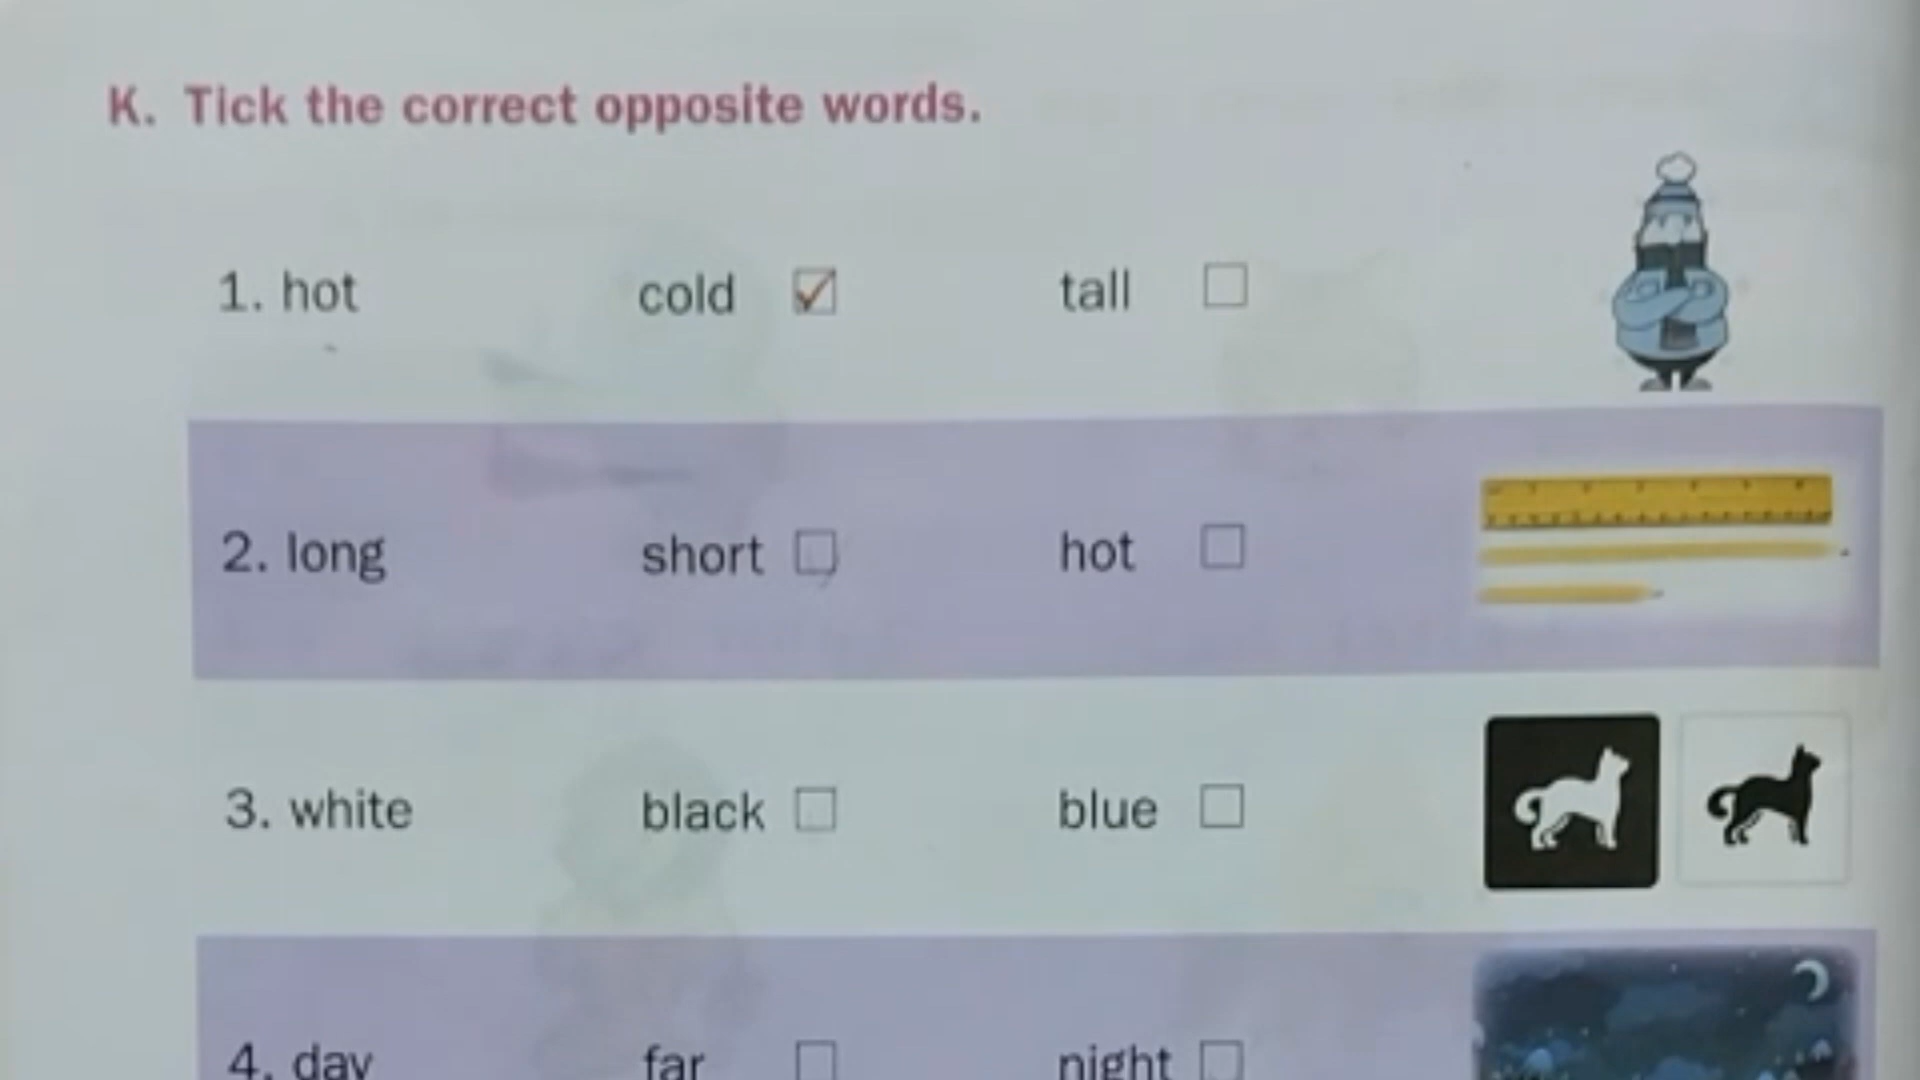 K. Tick the correct opposite words.
1. hot cold ☑ tall ☐
2. long short ☐ hot ☐
3. white black ☐ blue ☐
4. day far ☐ night ☐